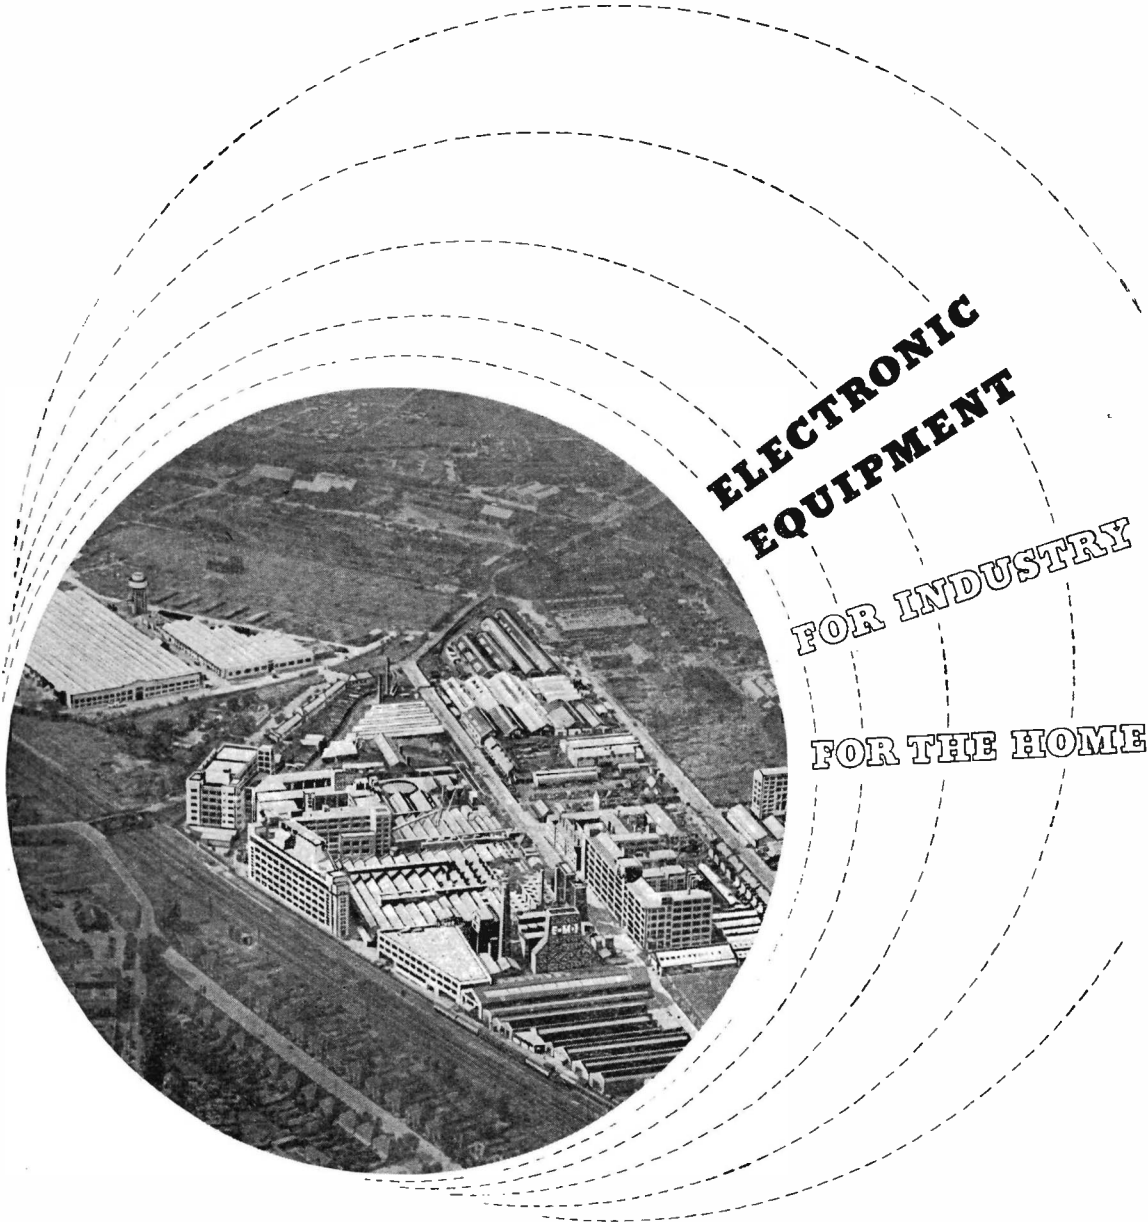 ELECTRONIC
EQUIPMENT
FOR INDUSTRY
FOR THE HOME
E.M.I